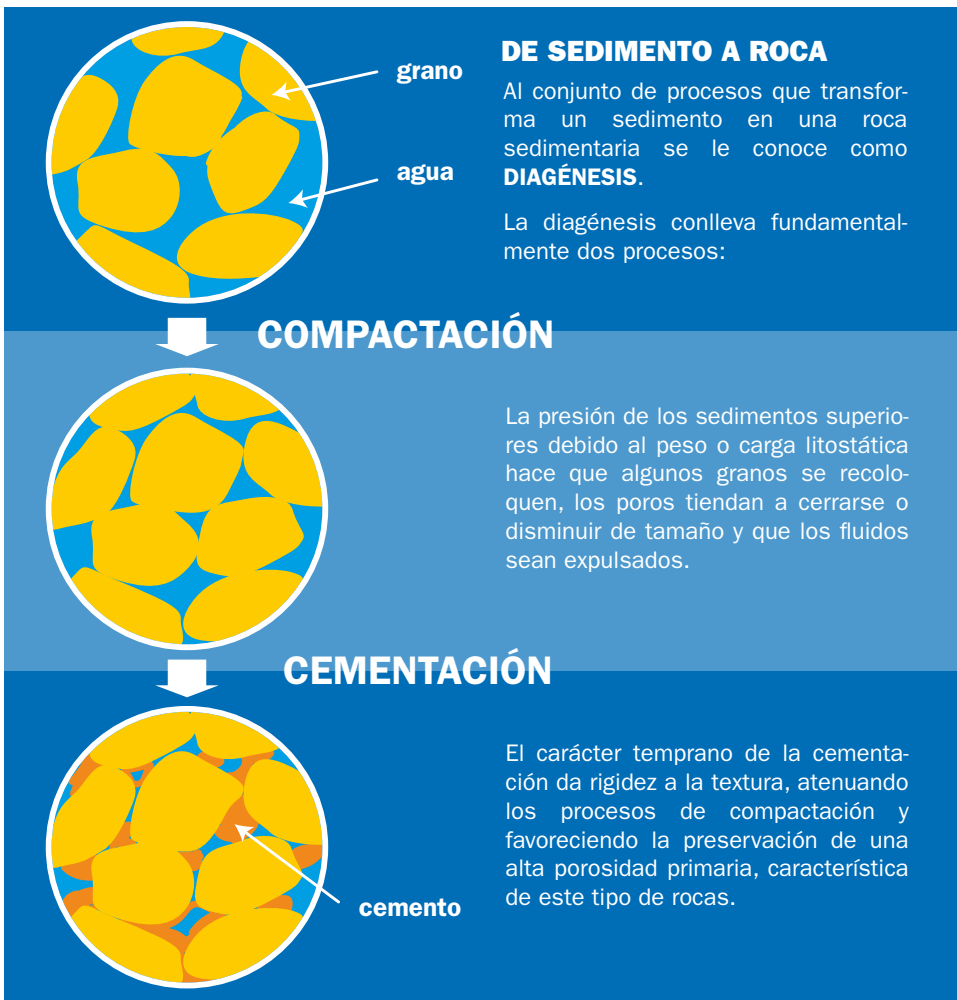 grano
agua
DE SEDIMENTO A ROCA
Al conjunto de procesos que transfor-
ma un sedimento en una roca
sedimentaria se le conoce como
DIAGÉNESIS.
La diagénesis conlleva fundamental-
mente dos procesos:
COMPACTACIÓN
La presión de los sedimentos superio-
res debido al peso o carga litostática
hace que algunos granos se recolo-
quen, los poros tiendan a cerrarse o
disminuir de tamaño y que los fluidos
sean expulsados.
CEMENTACIÓN
El carácter temprano de la cementa-
ción da rigidez a la textura, atenuando
los procesos de compactación y
favoreciendo la preservación de una
alta porosidad primaria, característica
de este tipo de rocas.
cemento